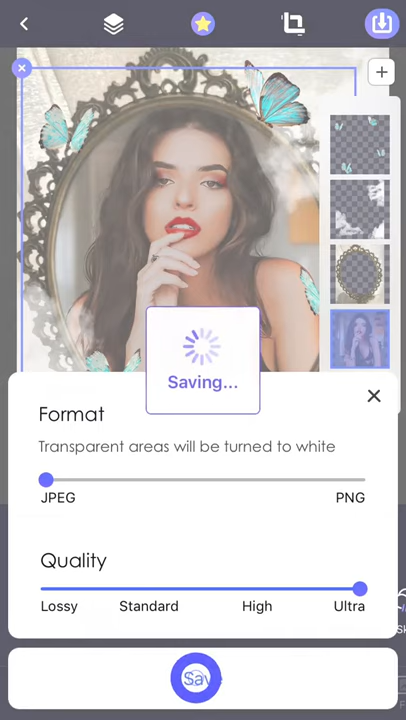 Saving...
Format
Transparent areas will be turned to white
JPEG PNG
Quality
Lossy Standard High Ultra